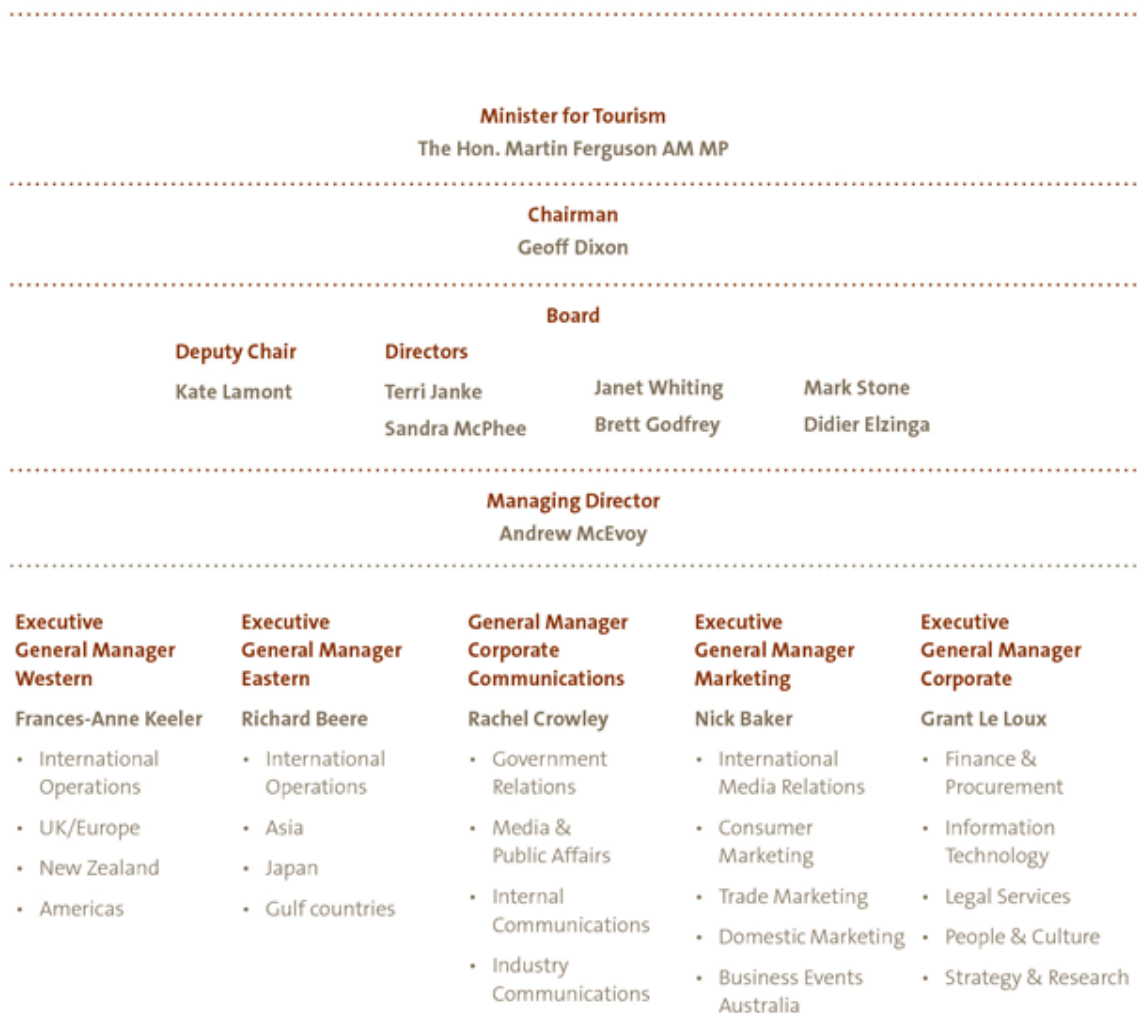 Minister for Tourism
The Hon. Martin Ferguson AM MP
Chairman
Geoff Dixon
Board
Deputy Chair
Kate Lamont
Directors
Terri Janke
Sandra McPhee
Janet Whiting
Brett Godfrey
Mark Stone
Didier Elzinga
Managing Director
Andrew McEvoy
Executive
General Manager
Western
Frances-Anne Keeler
• International
Operations
• UK/Europe
• New Zealand
• Americas
Executive
General Manager
Eastern
Richard Beere
• International
Operations
• Asia
• Japan
• Gulf countries
General Manager
Corporate
Communications
Rachel Crowley
• Government
Relations
• Media &
Public Affairs
• Internal
Communications
• Industry
Communications
Executive
General Manager
Marketing
Nick Baker
• International
Media Relations
• Consumer
Marketing
• Trade Marketing
• Domestic Marketing
• Business Events
Australia
Executive
General Manager
Corporate
Grant Le Loux
• Finance &
Procurement
• Information
Technology
• Legal Services
• People & Culture
• Strategy & Research